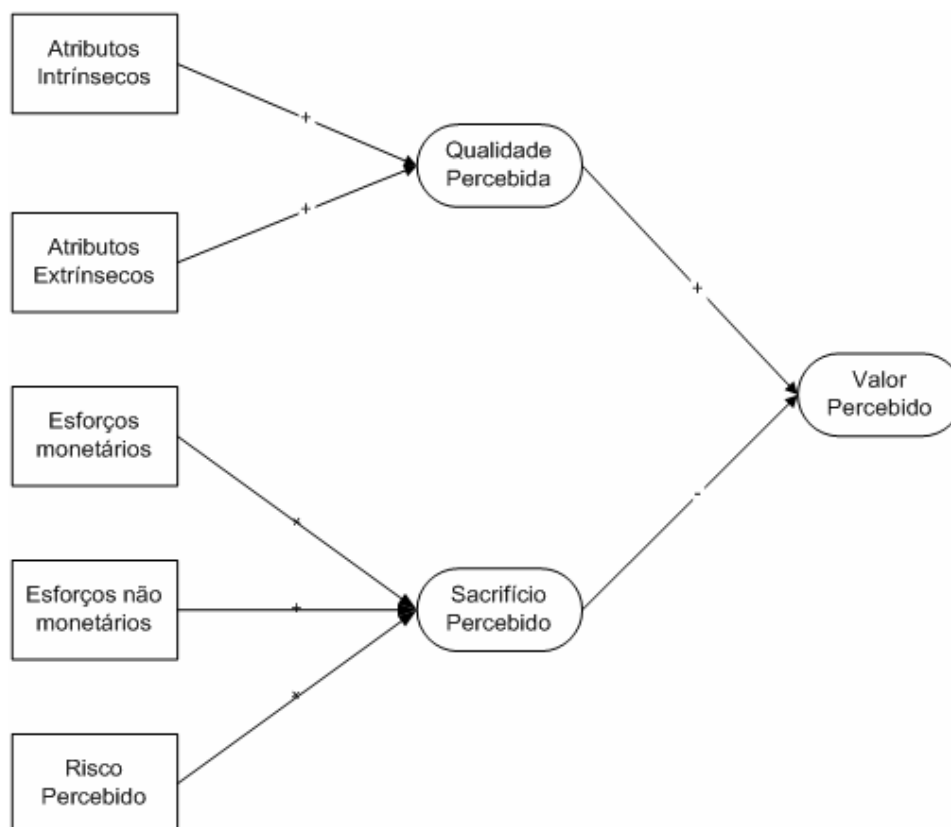 Atributos
Intrínsecos
+
Qualidade
Percebida
+
Atributos
Extrínsecos
+
Esforços
monetários
Valor
Percebido
+
-
Esforços não
monetários
+
Sacrifício
Percebido
+
Risco
Percebido